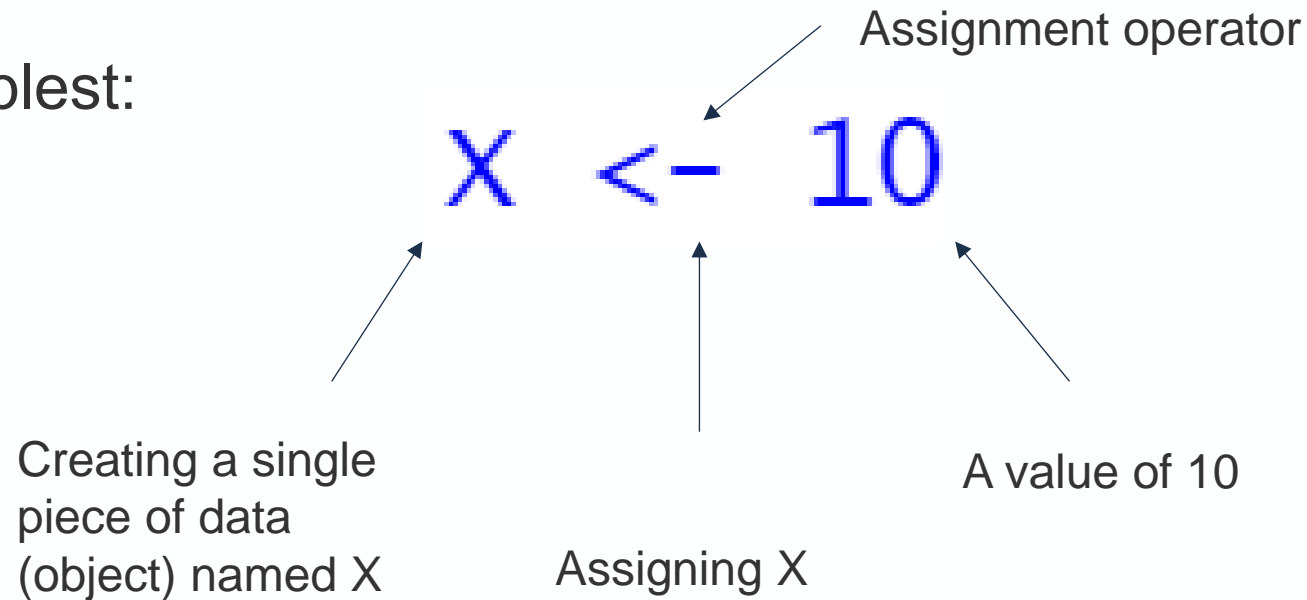 Assignment operator
plest:
X <- 10
Creating a single
piece of data
(object) named X
A value of 10
Assigning X